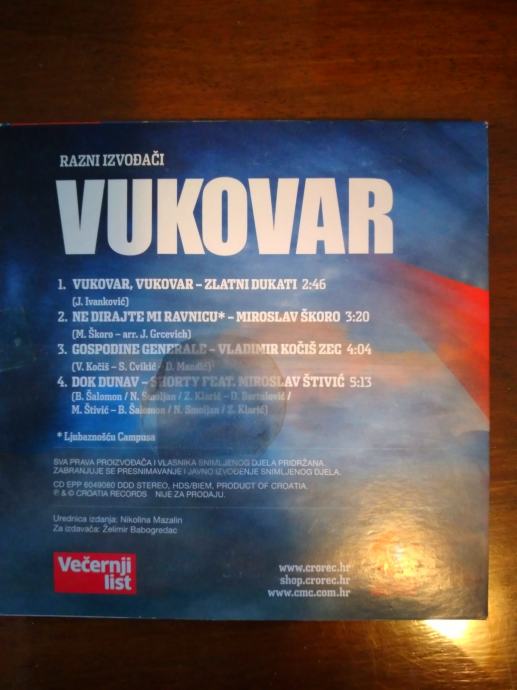 RAZNI IZVOĐAČI
VUKOVAR
1. VUKOVAR, VUKOVAR – ZLATNI DUKATI 2:46
(J. Ivanković)
2. NE DIRAJTE MI RAVNICU* – MIROSLAV ŠKORO 3:20
(M. Škoro – arr. J. Grcevich)
3. GOSPODINE GENERALE – VLADIMIR KOČIŠ ZEC 4:04
(V. Kočiš – S. Cvikić – D. Mandić)
4. DOK DUNAV – SHORTY FEAT. MIROSLAV ŠTIVIĆ 5:13
(B. Šalomon / N. Smoljan / Z. Klarić – D. Bartolović /
M. Štivić – B. Šalomon / N. Smoljan / Z. Klarić)
* Ljubaznošću Campusa
SVA PRAVA PROIZVOĐAČA I VLASNIKA SNIMLJENOG DJELA PRIDRŽANA.
ZABRANJUJE SE PRESNIMAVANJE I JAVNO IZVOĐENJE SNIMLJENOG DJELA.
CD EPP 6049080 DDD STEREO, HDS/BIEM, PRODUCT OF CROATIA.
℗ & © CROATIA RECORDS NIJE ZA PRODAJU.
Urednica izdanja: Nikolina Mazalin
Za izdavača: Želimir Babogredac
Večernji
list
www.crorec.hr
shop.crorec.hr
www.cmc.com.hr